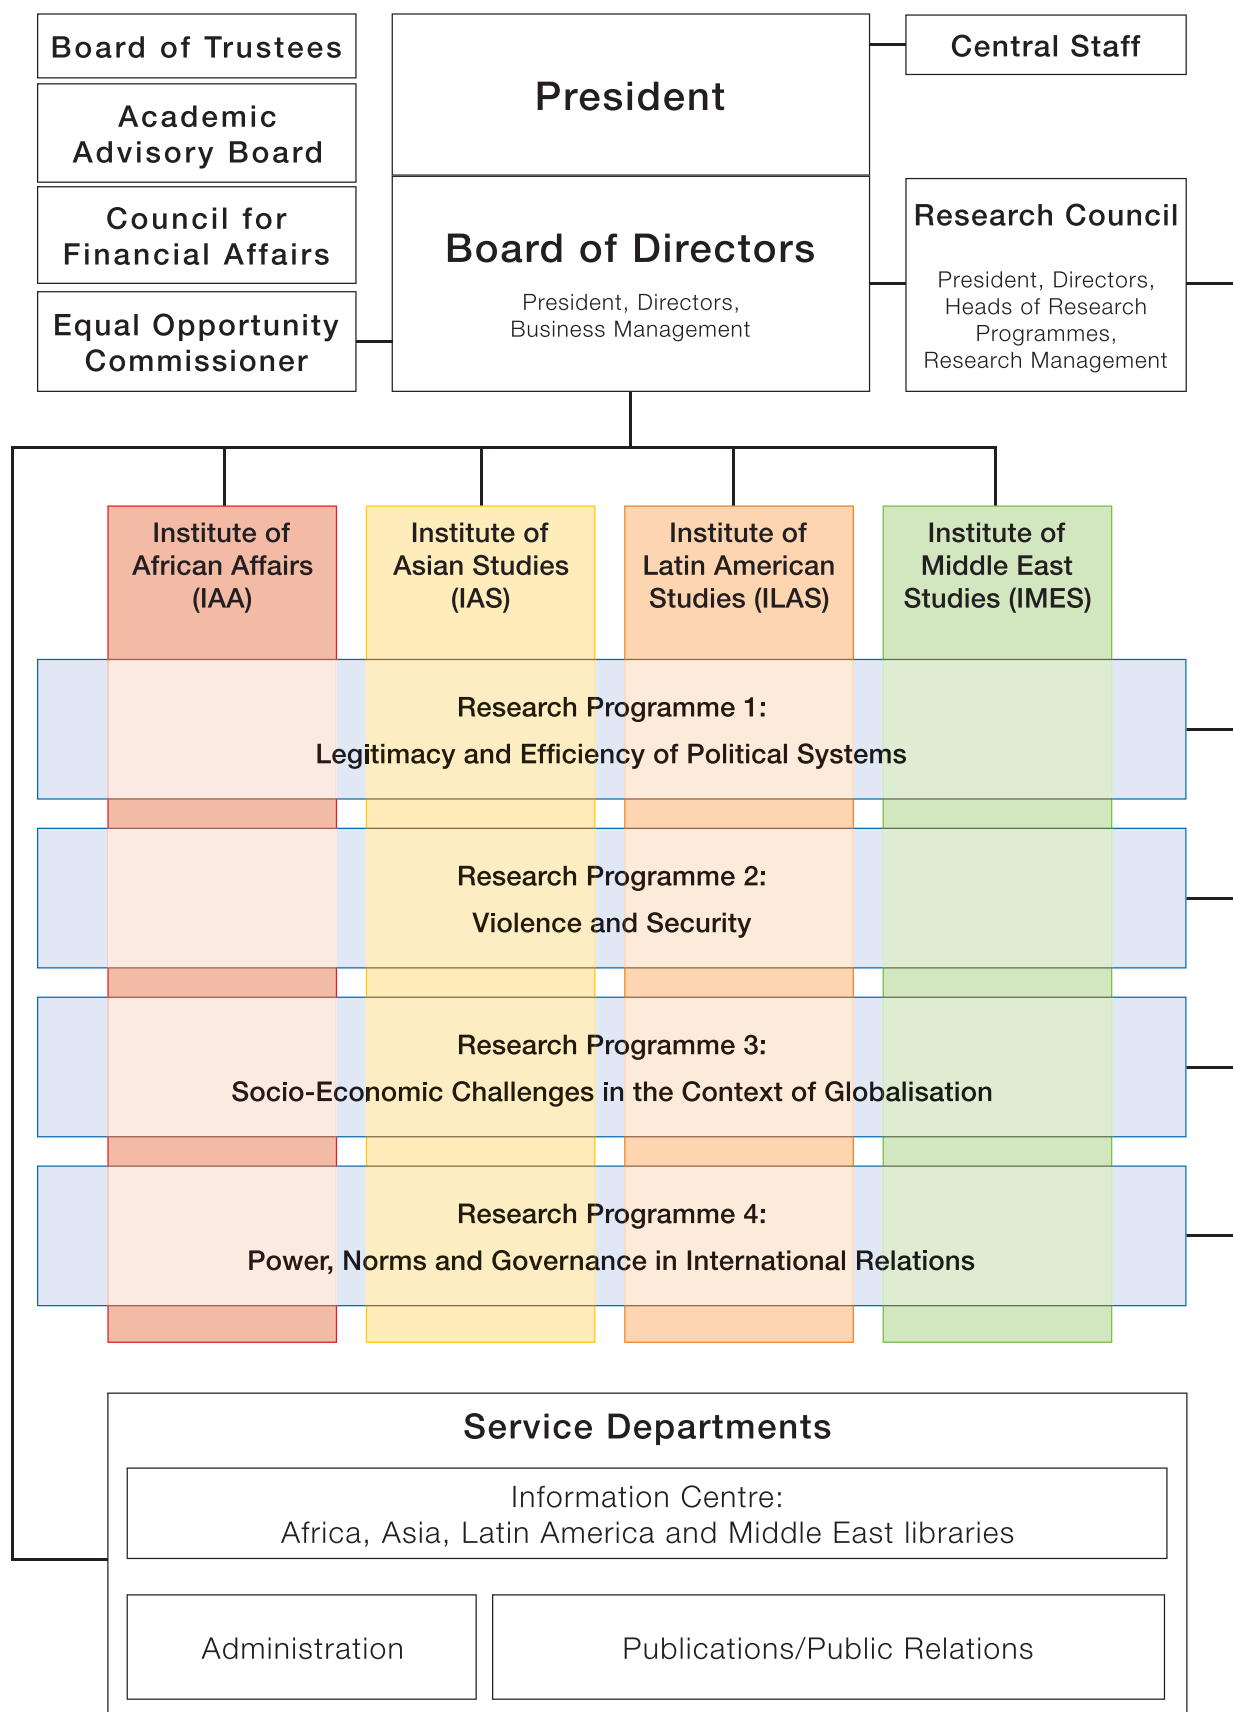 Board of Trustees
Academic
Advisory Board
Council for
Financial Affairs
Equal Opportunity
Commissioner
President
Board of Directors
President, Directors,
Business Management
Central Staff
Research Council
President, Directors,
Heads of Research
Programmes,
Research Management
Institute of
African Affairs
(IAA)
Institute of
Asian Studies
(IAS)
Institute of
Latin American
Studies (ILAS)
Institute of
Middle East
Studies (IMES)
Research Programme 1:
Legitimacy and Efficiency of Political Systems
Research Programme 2:
Violence and Security
Research Programme 3:
Socio-Economic Challenges in the Context of Globalisation
Research Programme 4:
Power, Norms and Governance in International Relations
Service Departments
Information Centre:
Africa, Asia, Latin America and Middle East libraries
Administration
Publications/Public Relations